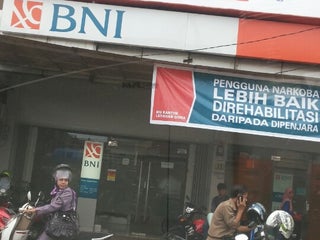 BNI
PENGGUNA NARKOBA
LEBIH BAIK
DIREHABILITASI
DARIPADA DIPENJARA
BNI